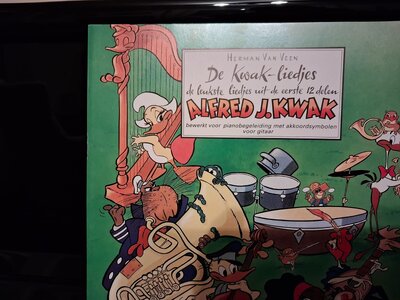 HERMAN VAN VEEN
De Kwak-liedjes
de leukste liedjes uit de eerste 12 delen
ALFRED J. KWAK
bewerkt voor pianobegeleiding met akkoordsymbolen
voor gitaar